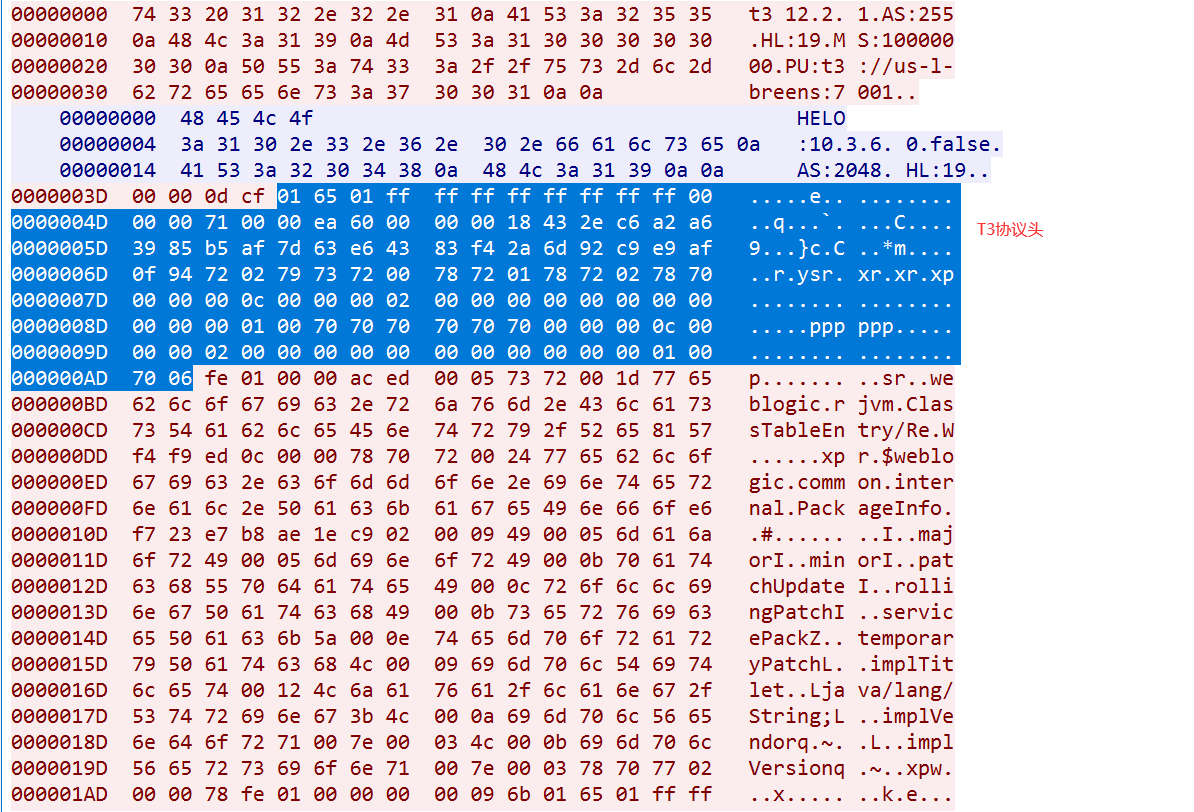 00000000  74 33 20 31 32 2e 32 2e  31 0a 41 53 3a 32 35 35   t3 12.2. 1.AS:255
00000010  0a 48 4c 3a 31 39 0a 4d  53 3a 31 30 30 30 30 30   .HL:19.M S:100000
00000020  30 30 0a 50 55 3a 74 33  3a 2f 2f 75 73 2d 6c 2d   00.PU:t3 ://us-l-
00000030  62 72 65 65 6e 73 3a 37  30 30 31 0a 0a            breens:7 001..
00000000  48 45 4c 4f                                        HELO
00000004  3a 31 30 2e 33 2e 36 2e  30 2e 66 61 6c 73 65 0a   :10.3.6. 0.false.
00000014  41 53 3a 32 30 34 38 0a  48 4c 3a 31 39 0a 0a      AS:2048. HL:19..
0000003D  00 00 0d cf 01 65 01 ff  ff ff ff ff ff ff ff 00   .....e.. ........
0000004D  00 00 71 00 00 ea 60 00  00 00 18 43 2e c6 a2 a6   ..q...`. ...C....
0000005D  39 85 b5 af 7d 63 e6 43  83 f4 2a 6d 92 c9 e9 af   9...}c.C ..*m....
0000006D  0f 94 72 02 79 73 72 00  78 72 01 78 72 02 78 70   ..r.ysr. xr.xr.xp
0000007D  00 00 00 0c 00 00 00 02  00 00 00 00 00 00 00 00   ........ ........
0000008D  00 00 00 01 00 70 70 70  70 70 70 00 00 00 0c 00   .....ppp ppp.....
0000009D  00 00 02 00 00 00 00 00  00 00 00 00 00 00 01 00   ........ ........
000000AD  70 06 fe 01 00 00 ac ed  00 05 73 72 00 1d 77 65   p....... ..sr..we
000000BD  62 6c 6f 67 69 63 2e 72  6a 76 6d 2e 43 6c 61 73   blogic.r jvm.Clas
000000CD  73 54 61 62 6c 65 45 6e  74 72 79 2f 52 65 81 57   sTableEn try/Re.W
000000DD  f4 f9 ed 0c 00 00 78 70  72 00 24 77 65 62 6c 6f   ......xp r.$weblo
000000ED  67 69 63 2e 63 6f 6d 6d  6f 6e 2e 69 6e 74 65 72   gic.comm on.inter
000000FD  6e 61 6c 2e 50 61 63 6b  61 67 65 49 6e 66 6f e6   nal.Pack ageInfo.
0000010D  f7 23 e7 b8 ae 1e c9 02  00 09 49 00 05 6d 61 6a   .#...... ..I..maj
0000011D  6f 72 49 00 05 6d 69 6e  6f 72 49 00 0b 70 61 74   orI..min orI..pat
0000012D  63 68 55 70 64 61 74 65  49 00 0c 72 6f 6c 6c 69   chUpdate I..rolli
0000013D  6e 67 50 61 74 63 68 49  00 0b 73 65 72 76 69 63   ngPatchI ..servic
0000014D  65 50 61 63 6b 5a 00 0e  74 65 6d 70 6f 72 61 72   ePackZ.. temporar
0000015D  79 50 61 74 63 68 4c 00  09 69 6d 70 6c 54 69 74   yPatchL. .implTit
0000016D  6c 65 74 00 12 4c 6a 61  76 61 2f 6c 61 6e 67 2f   let..Lja va/lang/
0000017D  53 74 72 69 6e 67 3b 4c  00 0a 69 6d 70 6c 56 65   String;L ..implVe
0000018D  6e 64 6f 72 71 00 7e 00  03 4c 00 0b 69 6d 70 6c   ndorq.~. .L..impl
0000019D  56 65 72 73 69 6f 6e 71  00 7e 00 03 78 70 77 02   Versionq .~..xpw.
000001AD  00 00 78 fe 01 00 00 00  00 09 6b 01 65 01 ff ff   ..x..... ..k.e...
T3协议头